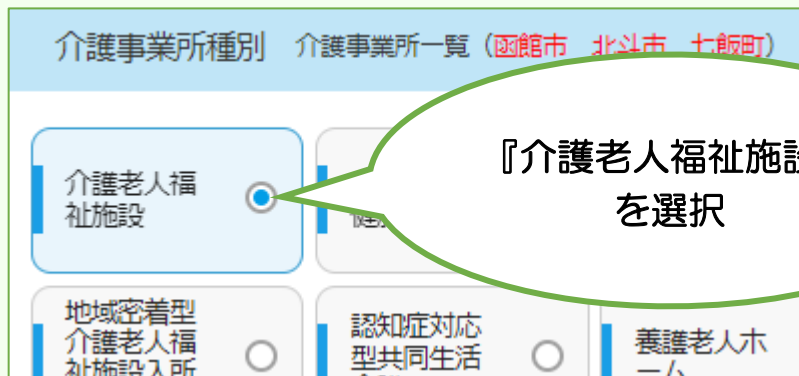 介護事業所種別 介護事業所一覧（函館市 北斗市 七飯町）
介護老人福
祉施設
『介護老人福祉施設
を選択
地域密着型
介護老人福
祉施設入所
認知症対応
型共同生活
養護老人ホ
ーム